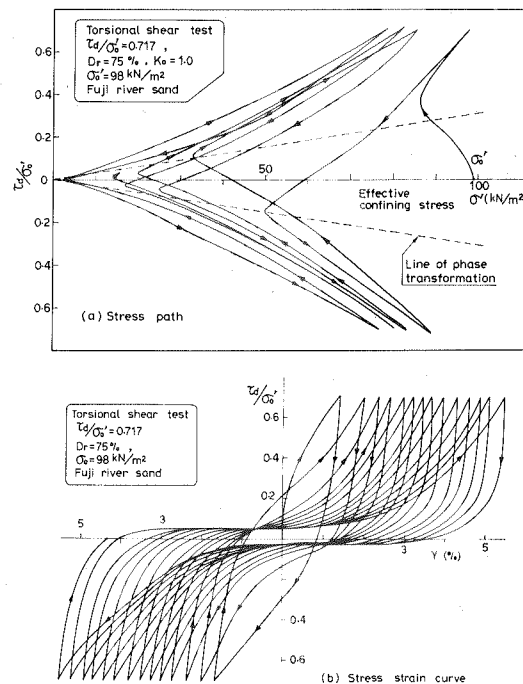 Torsional shear test
τd/σ0' = 0.717 ,
Dr = 75 % . K0 = 1.0
σ0' = 98 kN/m²
Fuji river sand
τd/σ0'
0.6
0.4
0.2
0
0.2
0.4
0.6
50
100
σ0'
σ' (kN/m²)
Effective
confining stress
Line of phase
transformation
(a) Stress path
Torsional shear test
τd/σ0' = 0.717
Dr = 75 % ,
σ0 = 98 kN/m²
Fuji river sand
τd/σ0'
0.6
0.4
0.2
5
3
3
5
γ (%)
0.2
0.6
(b) Stress strain curve